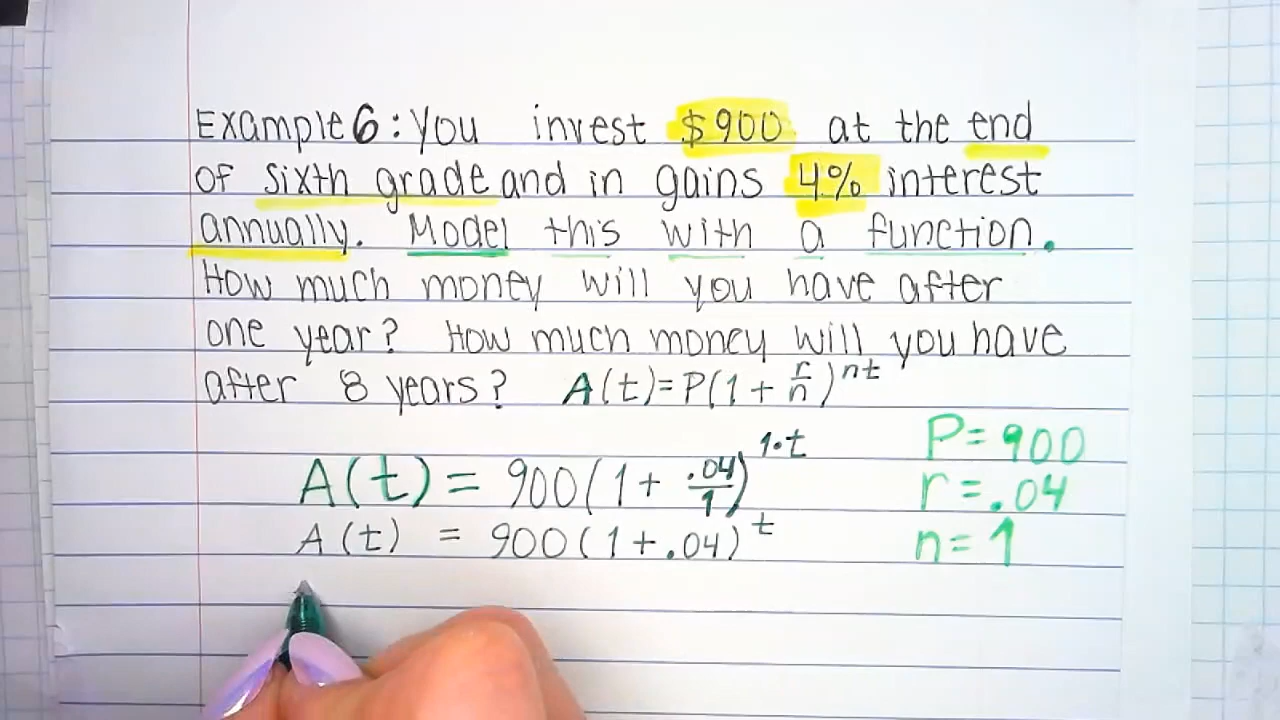 Example 6: You invest $900 at the end
of sixth grade and in gains 4% interest
annually. Model this with a function.
How much money will you have after
one year? How much money will you have
after 8 years? A(t)=P(1+r/n)^nt
P=900
A(t) = 900(1+.04/1)^1·t
r=.04
A(t) = 900(1+.04)^t
n=1